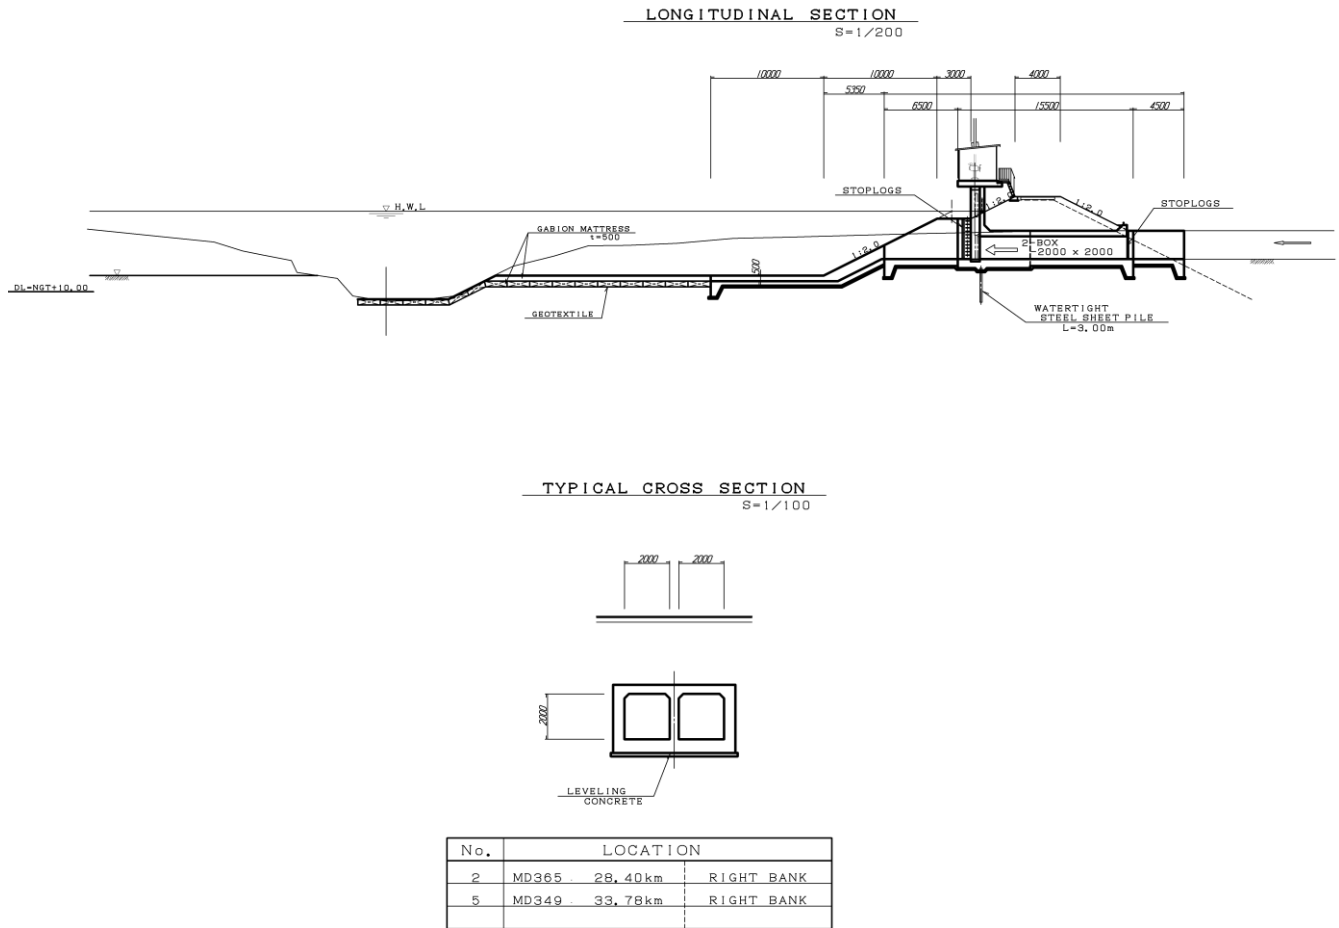 LONGITUDINAL SECTION
S=1/200
10000 10000 3000 4000
5350
6500 15500 4500
STOPLOGS
STOPLOGS
H.W.L
1:2.0
1:2.0
GABION MATTRESS
t=500
1:2.0
2-BOX
2000 × 2000
500
DL=NGT+10.00
GEOTEXTILE
WATERTIGHT
STEEL SHEET PILE
L=3.00m
TYPICAL CROSS SECTION
S=1/100
2000 2000
2000
LEVELING
CONCRETE
No. LOCATION
2 MD365 28.40km RIGHT BANK
5 MD349 33.78km RIGHT BANK